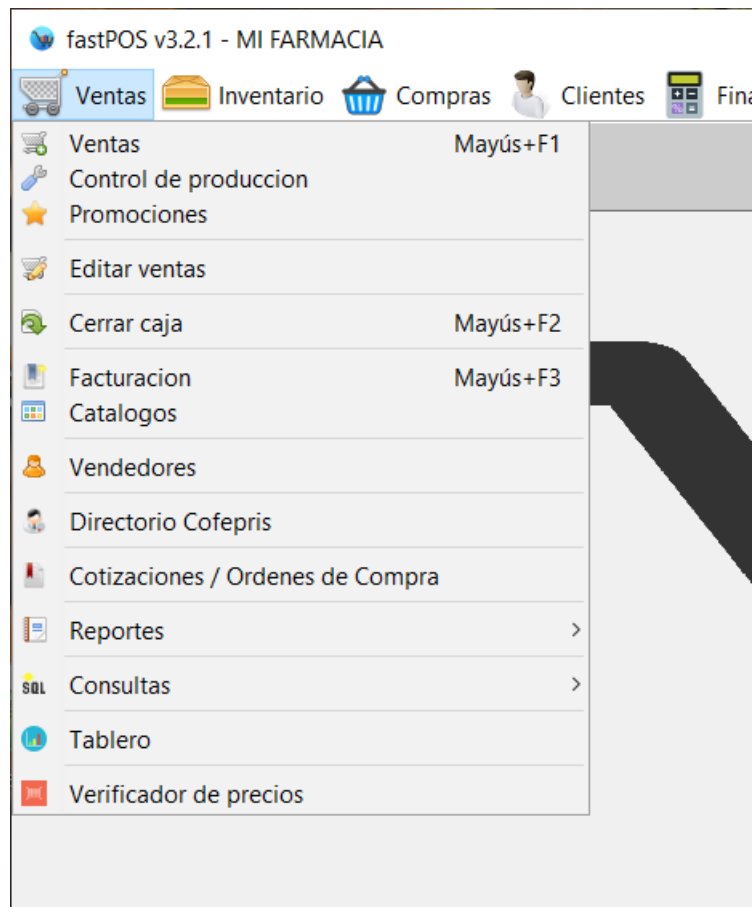 fastPOS v3.2.1 - MI FARMACIA
Ventas Inventario Compras Clientes
Ventas Mayús+F1
Control de produccion
Promociones
Editar ventas
Cerrar caja Mayús+F2
Facturacion Mayús+F3
Catalogos
Vendedores
Directorio Cofepris
Cotizaciones / Ordenes de Compra
Reportes
SQL Consultas
Tablero
Verificador de precios